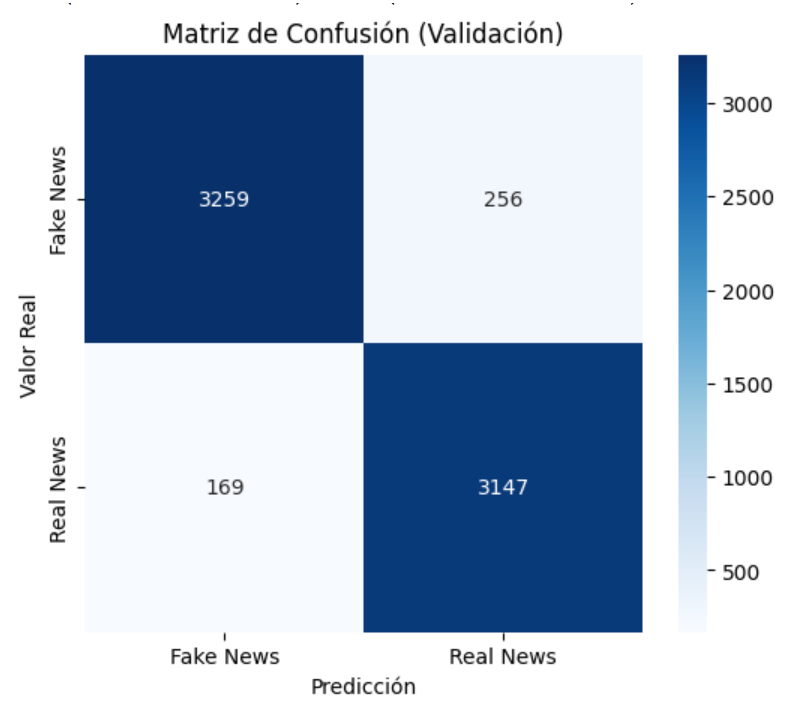 Matriz de Confusión (Validación)
Fake News
3259
256
Valor Real
Real News
169
3147
Fake News
Real News
Predicción
3000
2500
2000
1500
1000
500